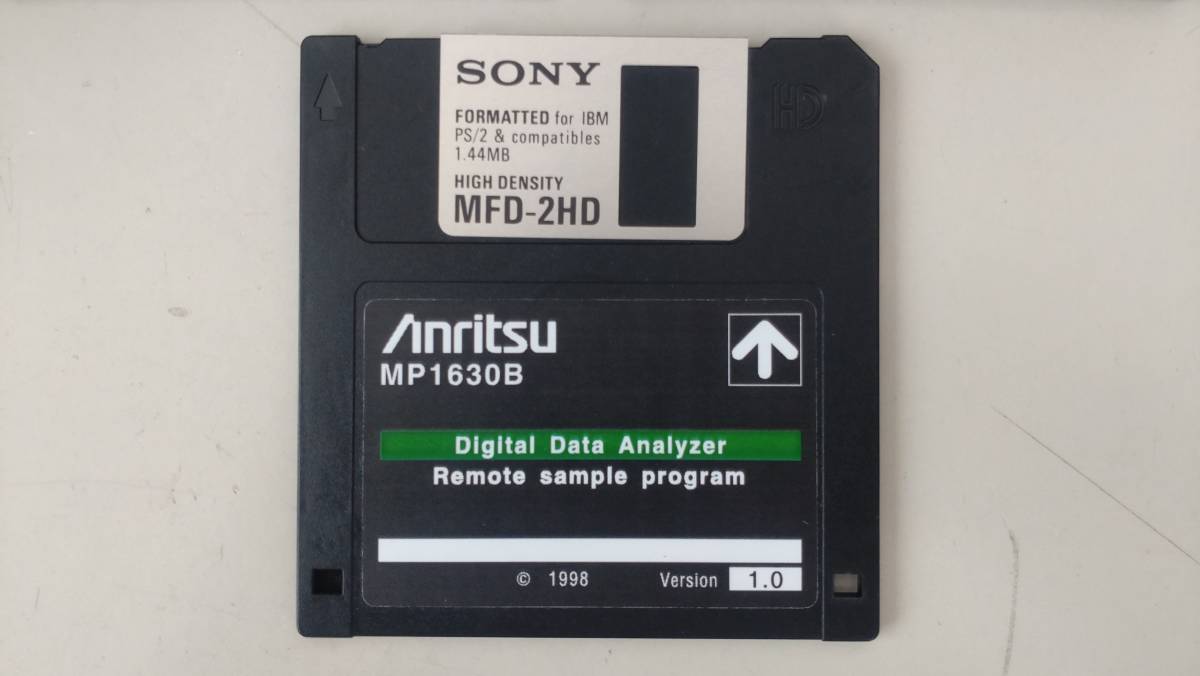 SONY
FORMATTED for IBM
PS/2 & compatibles
1.44MB
HIGH DENSITY
MFD-2HD
HD
Anritsu
MP1630B
Digital Data Analyzer
Remote sample program
© 1998 Version 1.0